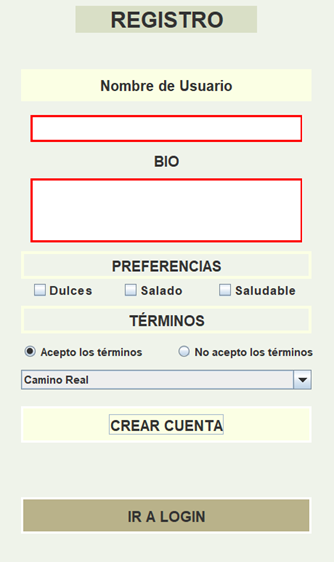 REGISTRO
Nombre de Usuario
BIO
PREFERENCIAS
Dulces Salado Saludable
TÉRMINOS
Acepto los términos No acepto los términos
Camino Real
CREAR CUENTA
IR A LOGIN